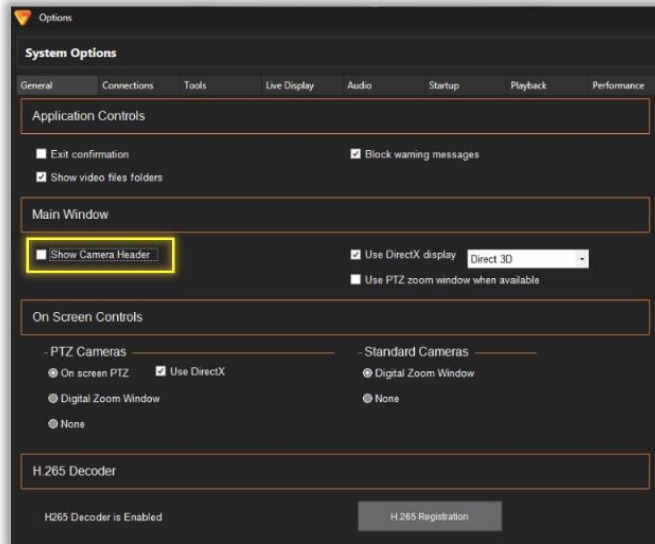 Options
System Options
General Connections Tools Live Display Audio Startup Playback Performance
Application Controls
Exit confirmation Block warning messages
Show video files folders
Main Window
Show Camera Header Use DirectX display Direct 3D
Use PTZ zoom window when available
On Screen Controls
PTZ Cameras Standard Cameras
On screen PTZ Use DirectX Digital Zoom Window
Digital Zoom Window None
None
H.265 Decoder
H265 Decoder is Enabled H.265 Registration